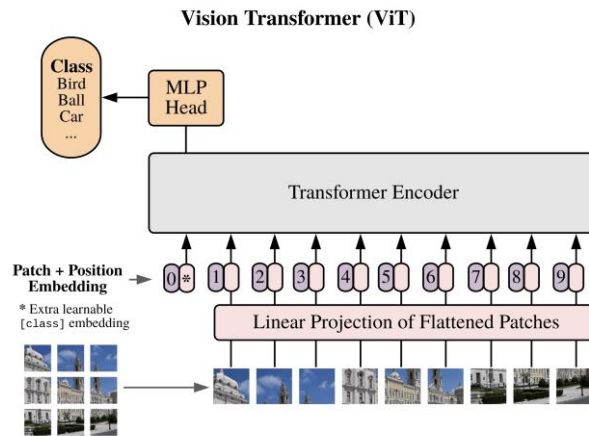 Vision Transformer (ViT)
Class
Bird
Ball
Car
...
MLP
Head
Transformer Encoder
Patch + Position
Embedding
* Extra learnable
[class] embedding
0 * 1 2 3 4 5 6 7 8 9
Linear Projection of Flattened Patches